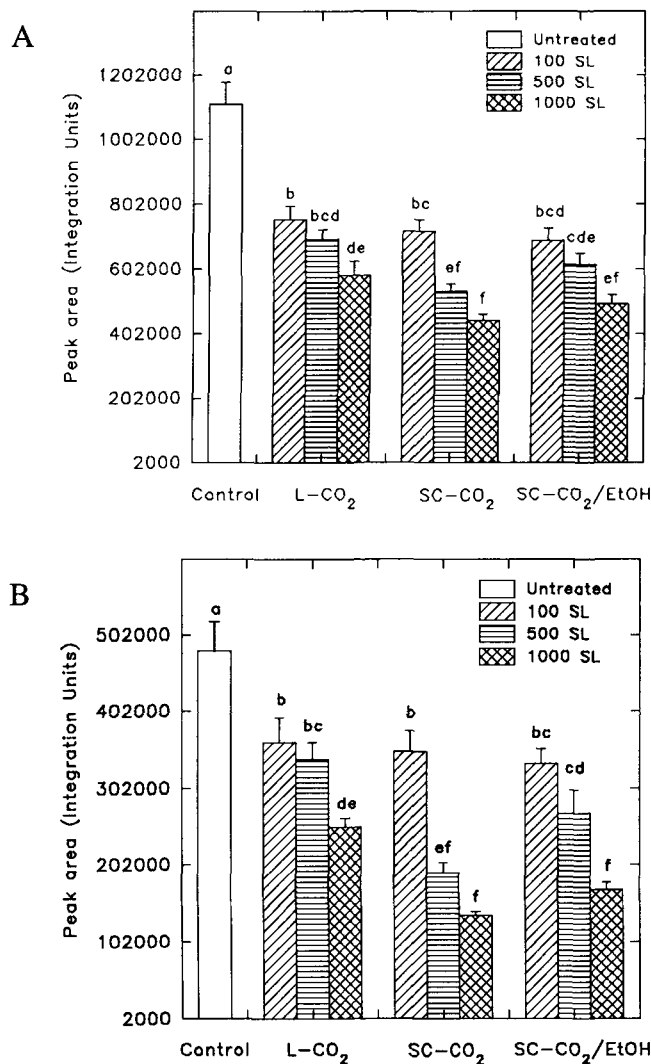 A
Untreated
100 SL
500 SL
1000 SL
1202000
1002000
802000
602000
402000
202000
2000
Peak area (Integration Units)
a
b
bcd
de
bc
ef
f
bcd
cde
ef
Control
L-CO₂
SC-CO₂
SC-CO₂/EtOH
B
Untreated
100 SL
500 SL
1000 SL
502000
402000
302000
202000
102000
2000
Peak area (Integration Units)
a
b
bc
de
b
ef
f
bc
cd
f
Control
L-CO₂
SC-CO₂
SC-CO₂/EtOH